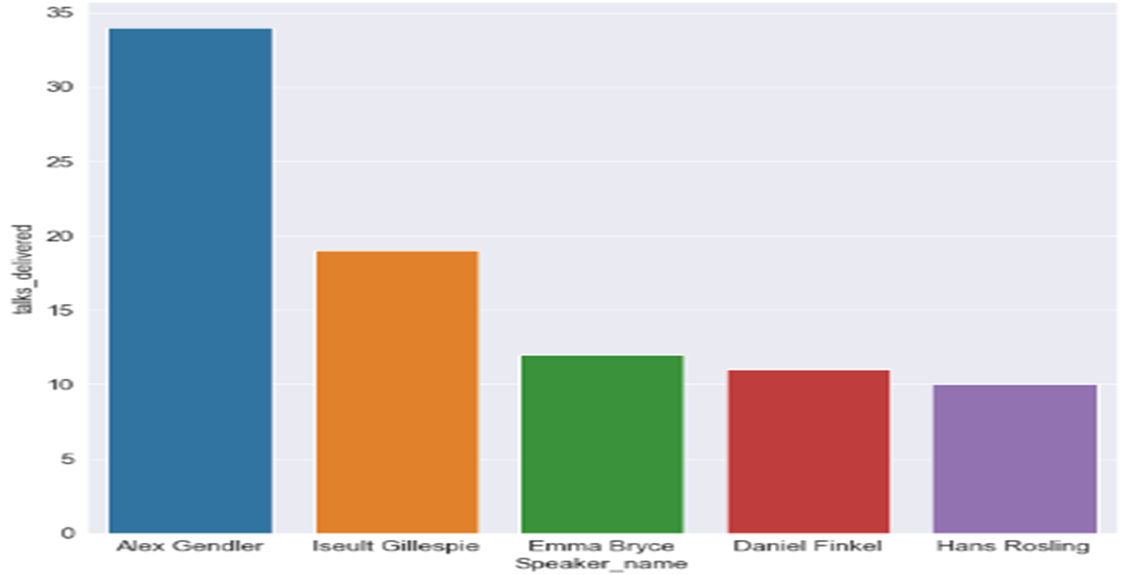 35
30
25
20
15
10
5
0
talks_delivered
Alex Gendler Iseult Gillespie Emma Bryce Daniel Finkel Hans Rosling
Speaker_name